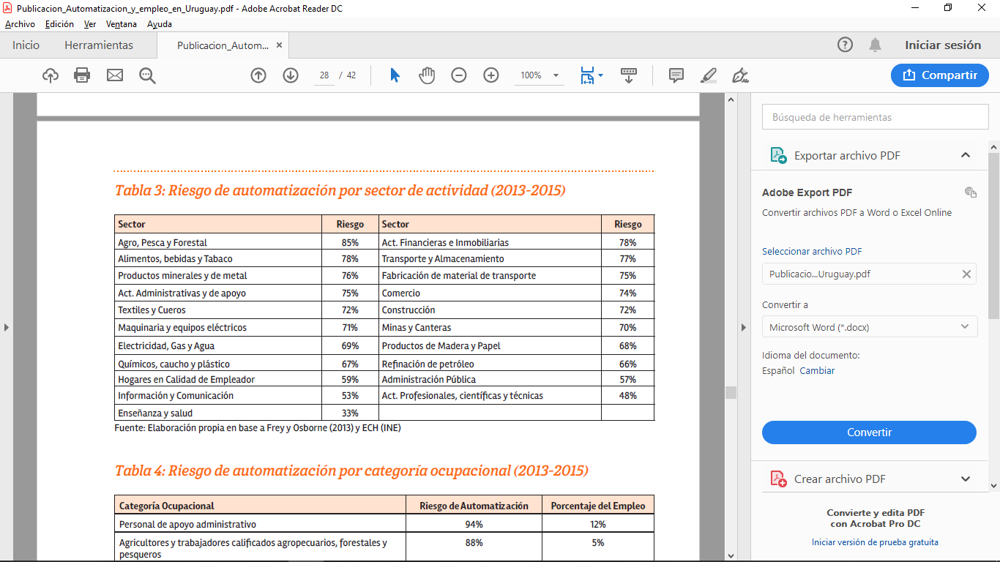 Publicacion_Automatizacion_y_empleo_en_Uruguay.pdf - Adobe Acrobat Reader DC
Archivo Edición Ver Ventana Ayuda
Inicio Herramientas Publicacion_Autom... × Iniciar sesión
28 / 42 100% Compartir
Tabla 3: Riesgo de automatización por sector de actividad (2013-2015)
Sector Riesgo Sector Riesgo
Agro, Pesca y Forestal 85% Act. Financieras e Inmobiliarias 78%
Alimentos, bebidas y Tabaco 78% Transporte y Almacenamiento 77%
Productos minerales y de metal 76% Fabricación de material de transporte 75%
Act. Administrativas y de apoyo 75% Comercio 74%
Textiles y Cueros 72% Construcción 72%
Maquinaria y equipos eléctricos 71% Minas y Canteras 70%
Electricidad, Gas y Agua 69% Productos de Madera y Papel 68%
Químicos, caucho y plástico 67% Refinación de petróleo 66%
Hogares en Calidad de Empleador 59% Administración Pública 57%
Información y Comunicación 53% Act. Profesionales, científicas y técnicas 48%
Enseñanza y salud 33%
Fuente: Elaboración propia en base a Frey y Osborne (2013) y ECH (INE)
Tabla 4: Riesgo de automatización por categoría ocupacional (2013-2015)
Categoría Ocupacional Riesgo de Automatización Porcentaje del Empleo
Personal de apoyo administrativo 94% 12%
Agricultores y trabajadores calificados agropecuarios, forestales y 88% 5%
pesqueros
Búsqueda de herramientas
Exportar archivo PDF
Adobe Export PDF
Convertir archivos PDF a Word o Excel Online
Seleccionar archivo PDF
Publicacio...Uruguay.pdf
Convertir a
Microsoft Word (*.docx)
Idioma del documento:
Español Cambiar
Convertir
Crear archivo PDF
Convierte y edita PDF
con Acrobat Pro DC
Iniciar versión de prueba gratuita